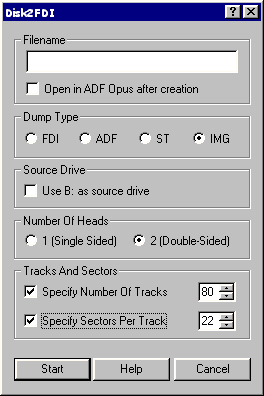 Disk2FDI
Filename
Open in ADF Opus after creation
Dump Type
FDI ADF ST IMG
Source Drive
Use B: as source drive
Number Of Heads
1 (Single Sided) 2 (Double-Sided)
Tracks And Sectors
Specify Number Of Tracks 80
Specify Sectors Per Track 22
Start Help Cancel